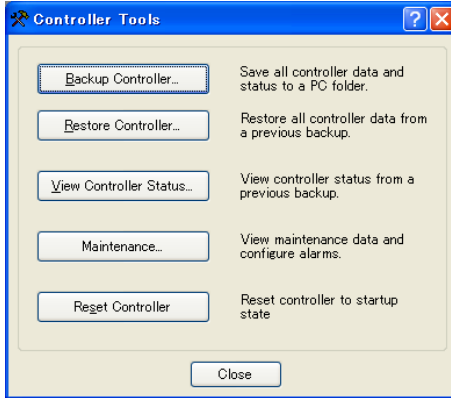 Controller Tools
Backup Controller...
Save all controller data and
status to a PC folder.
Restore Controller...
Restore all controller data from
a previous backup.
View Controller Status...
View controller status from a
previous backup.
Maintenance...
View maintenance data and
configure alarms.
Reset Controller
Reset controller to startup
state
Close